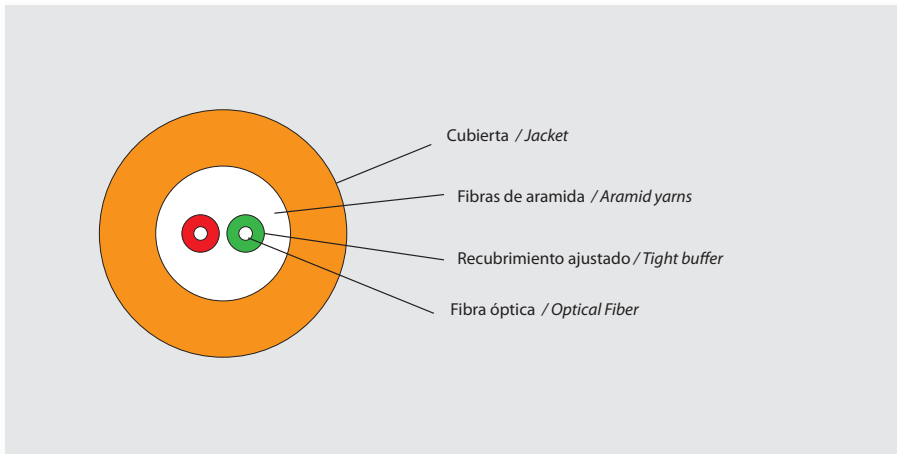 Cubierta / Jacket
Fibras de aramida / Aramid yarns
Recubrimiento ajustado / Tight buffer
Fibra óptica / Optical Fiber